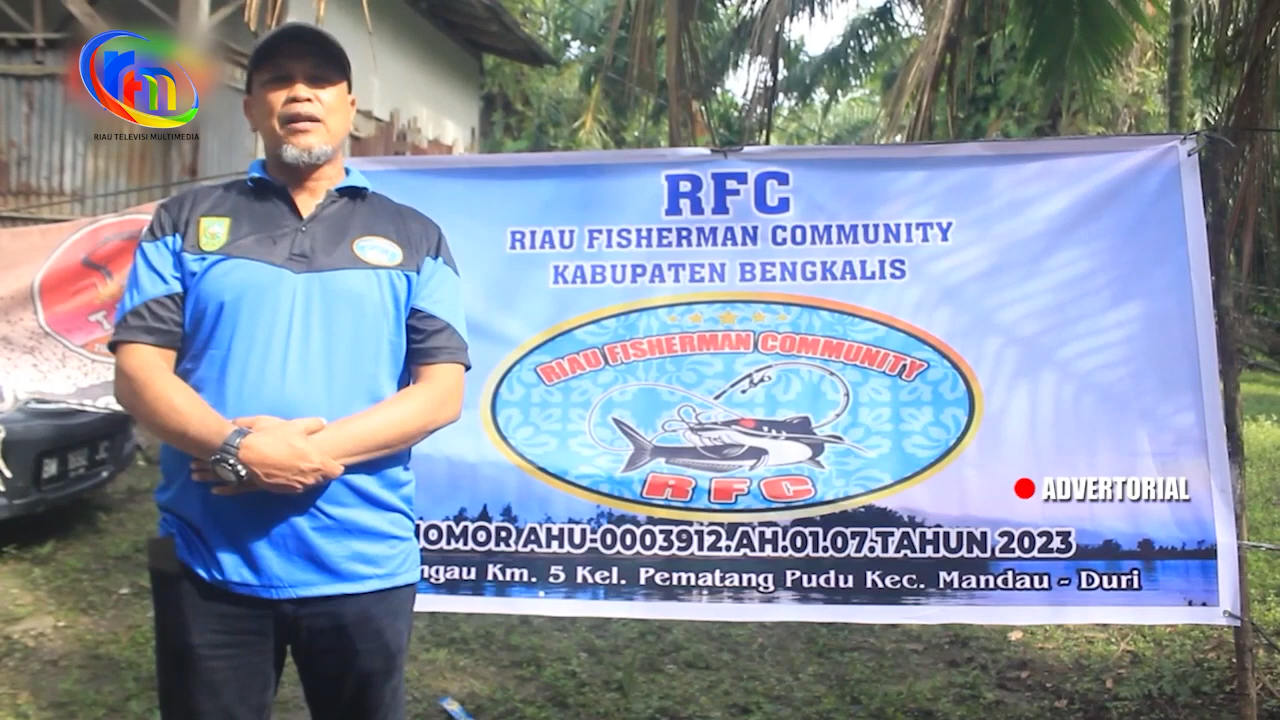 rtm
RIAU TELEVISI MULTIMEDIA
RFC
RIAU FISHERMAN COMMUNITY
KABUPATEN BENGKALIS
RIAU FISHERMAN COMMUNITY
RFC
ADVERTORIAL
NOMOR AHU-0003912.AH.01.07.TAHUN 2023
Km. 5 Kel. Pematang Pudu Kec. Mandau - Duri